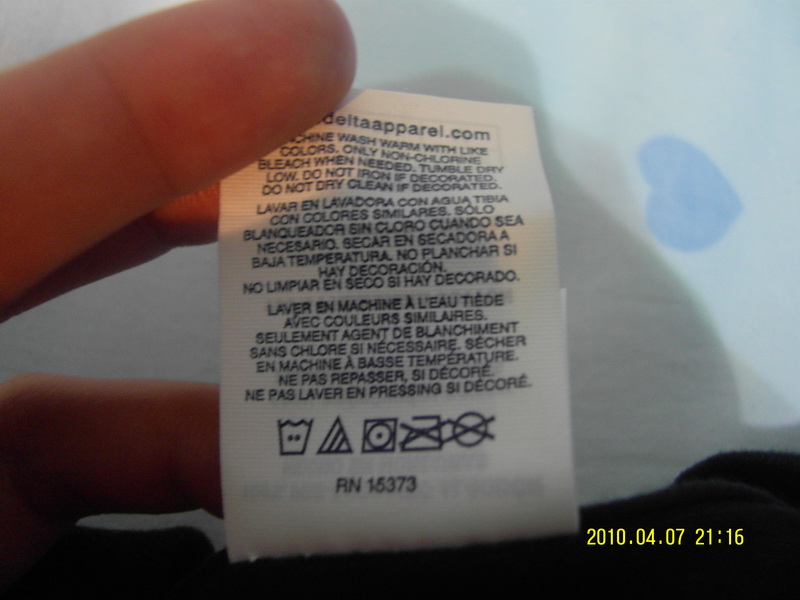 deltaapparel.com
CHINE WASH WARM WITH LIKE
COLORS. ONLY NON-CHLORINE
BLEACH WHEN NEEDED. TUMBLE DRY
LOW. DO NOT IRON IF DECORATED.
DO NOT DRY CLEAN IF DECORATED.
LAVAR EN LAVADORA CON AGUA TIBIA
CON COLORES SIMILARES. SÓLO
BLANQUEADOR SIN CLORO CUANDO SEA
NECESARIO. SECAR EN SECADORA A
BAJA TEMPERATURA. NO PLANCHAR SI
HAY DECORACIÓN.
NO LIMPIAR EN SECO SI HAY DECORADO.
LAVER EN MACHINE À L'EAU TIÈDE
AVEC COULEURS SIMILAIRES.
SEULEMENT AGENT DE BLANCHIMENT
SANS CHLORE SI NÉCESSAIRE. SÉCHER
EN MACHINE À BASSE TEMPÉRATURE.
NE PAS REPASSER, SI DÉCORÉ.
NE PAS LAVER EN PRESSING SI DÉCORÉ.
RN 15373
2010.04.07 21:16